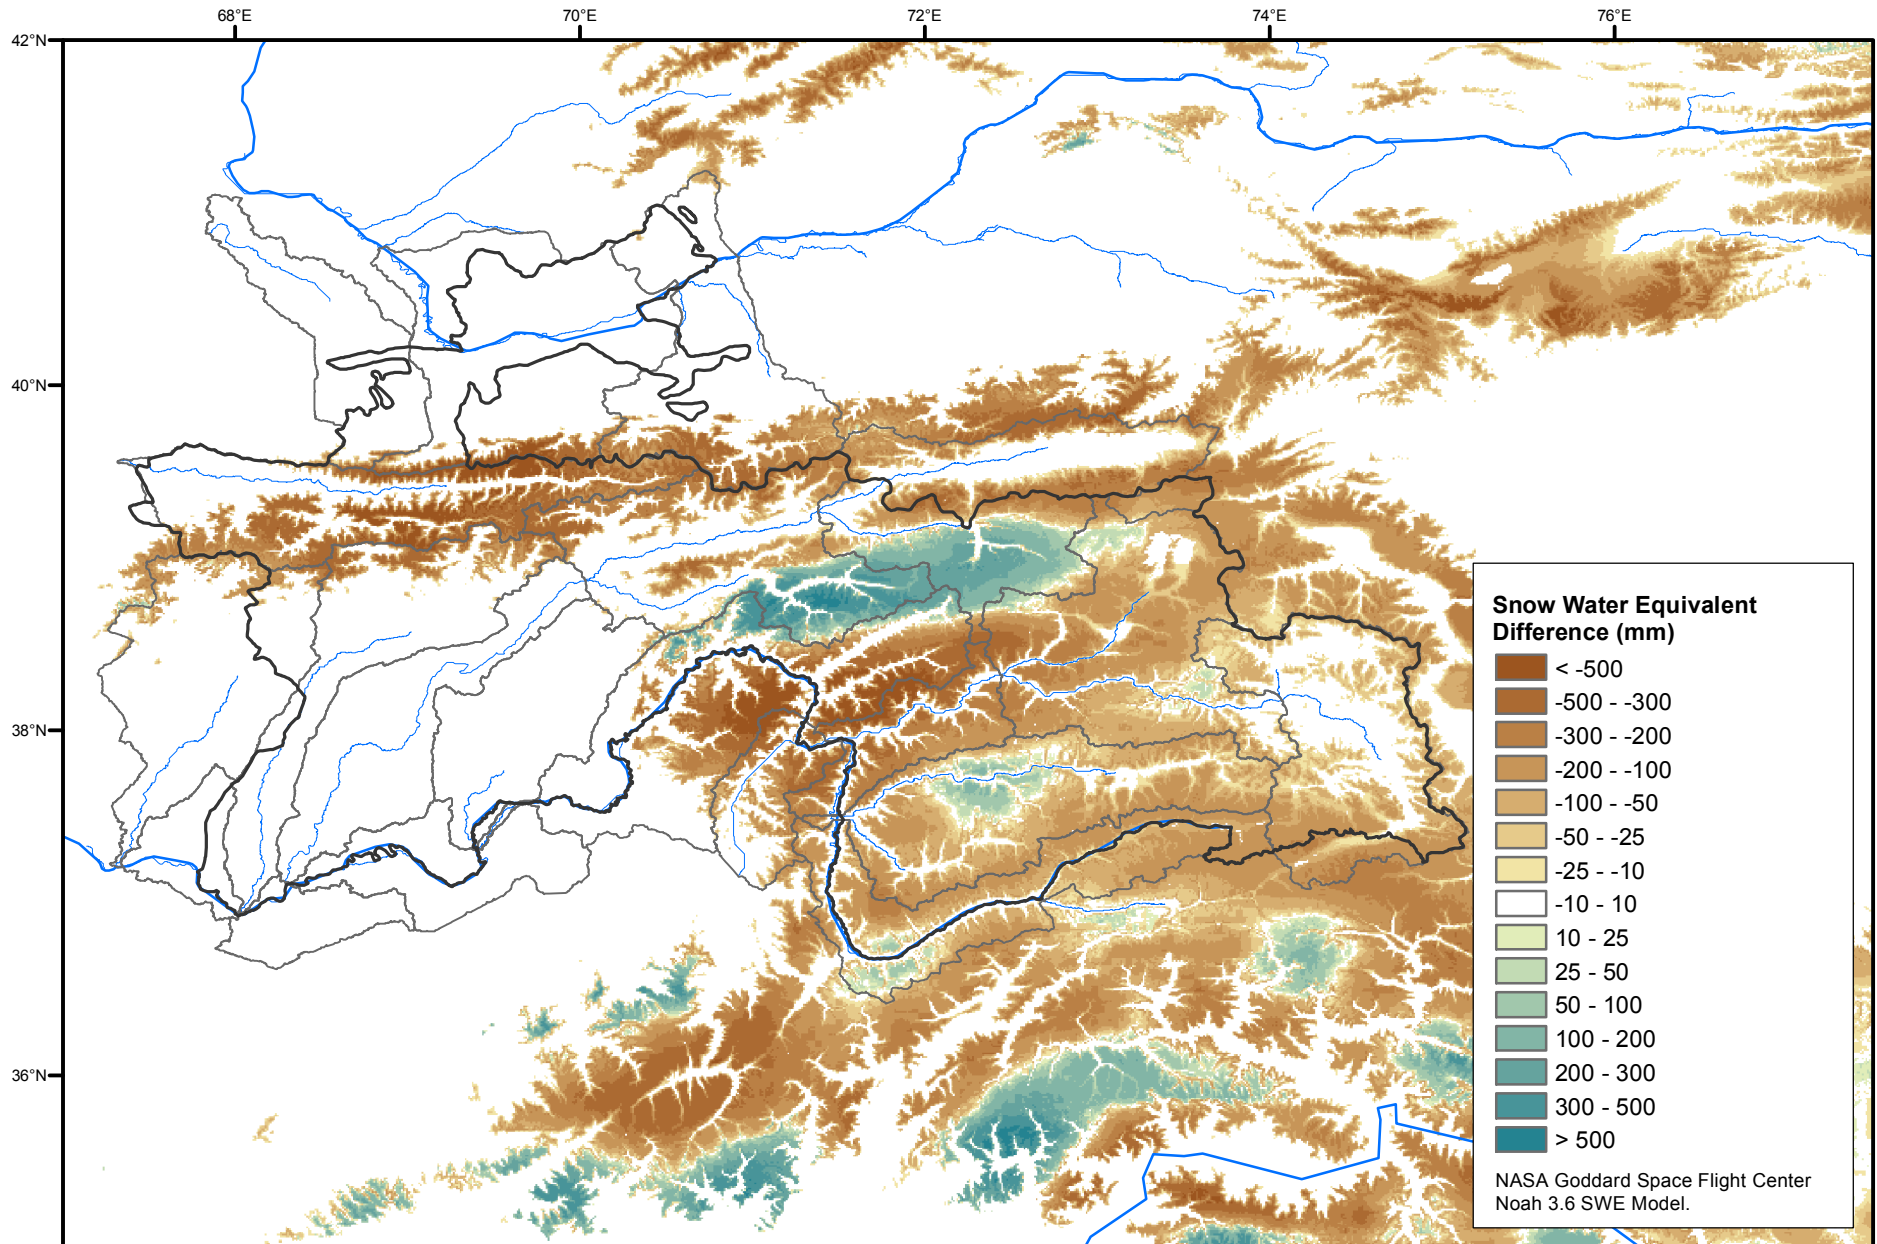 68°E
70°E
72°E
74°E
76°E
42°N
40°N
38°N
36°N
Snow Water Equivalent
Difference (mm)
< -500
-500 - -300
-300 - -200
-200 - -100
-100 - -50
-50 - -25
-25 - -10
-10 - 10
10 - 25
25 - 50
50 - 100
100 - 200
200 - 300
300 - 500
> 500
NASA Goddard Space Flight Center
Noah 3.6 SWE Model.